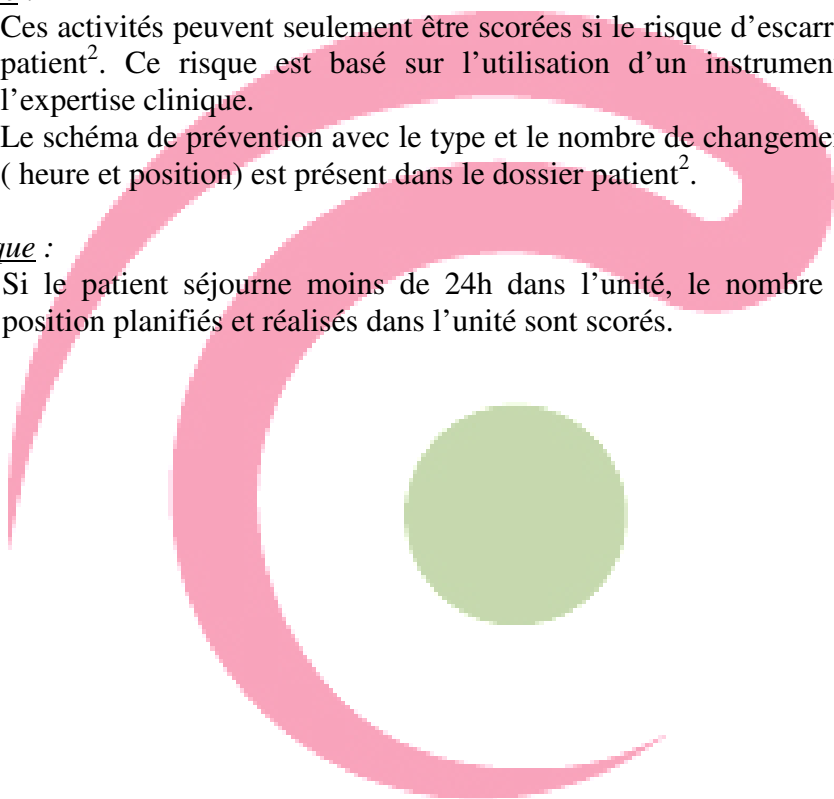 Ces activités peuvent seulement être scorées si le risque d'escarr
patient². Ce risque est basé sur l'utilisation d'un instrumen
l'expertise clinique.
Le schéma de prévention avec le type et le nombre de changeme
( heure et position) est présent dans le dossier patient².
que :
Si le patient séjourne moins de 24h dans l'unité, le nombre
position planifiés et réalisés dans l'unité sont scorés.